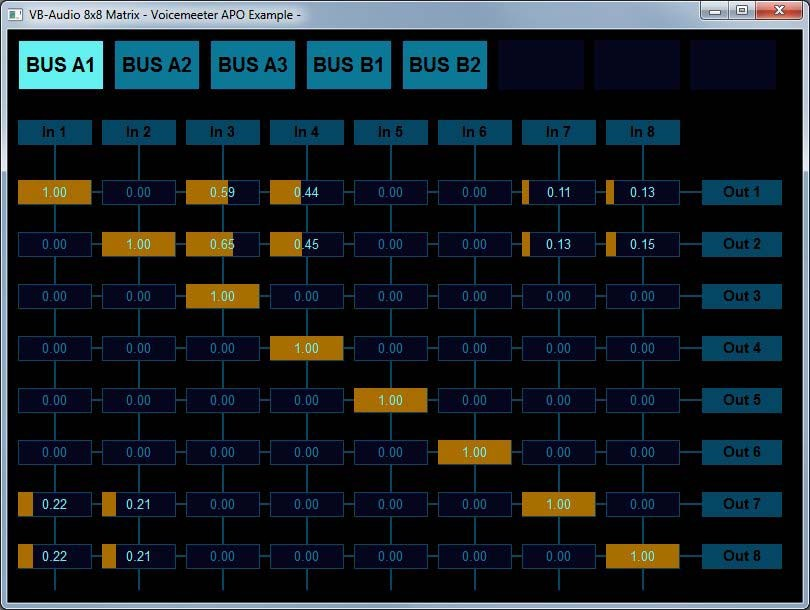 VB-Audio 8x8 Matrix - Voicemeeter APO Example -
BUS A1 BUS A2 BUS A3 BUS B1 BUS B2
In 1 In 2 In 3 In 4 In 5 In 6 In 7 In 8
1.00 0.00 0.59 0.44 0.00 0.00 0.11 0.13 Out 1
0.00 1.00 0.65 0.45 0.00 0.00 0.13 0.15 Out 2
0.00 0.00 1.00 0.00 0.00 0.00 0.00 0.00 Out 3
0.00 0.00 0.00 1.00 0.00 0.00 0.00 0.00 Out 4
0.00 0.00 0.00 0.00 1.00 0.00 0.00 0.00 Out 5
0.00 0.00 0.00 0.00 0.00 1.00 0.00 0.00 Out 6
0.22 0.21 0.00 0.00 0.00 0.00 1.00 0.00 Out 7
0.22 0.21 0.00 0.00 0.00 0.00 0.00 1.00 Out 8